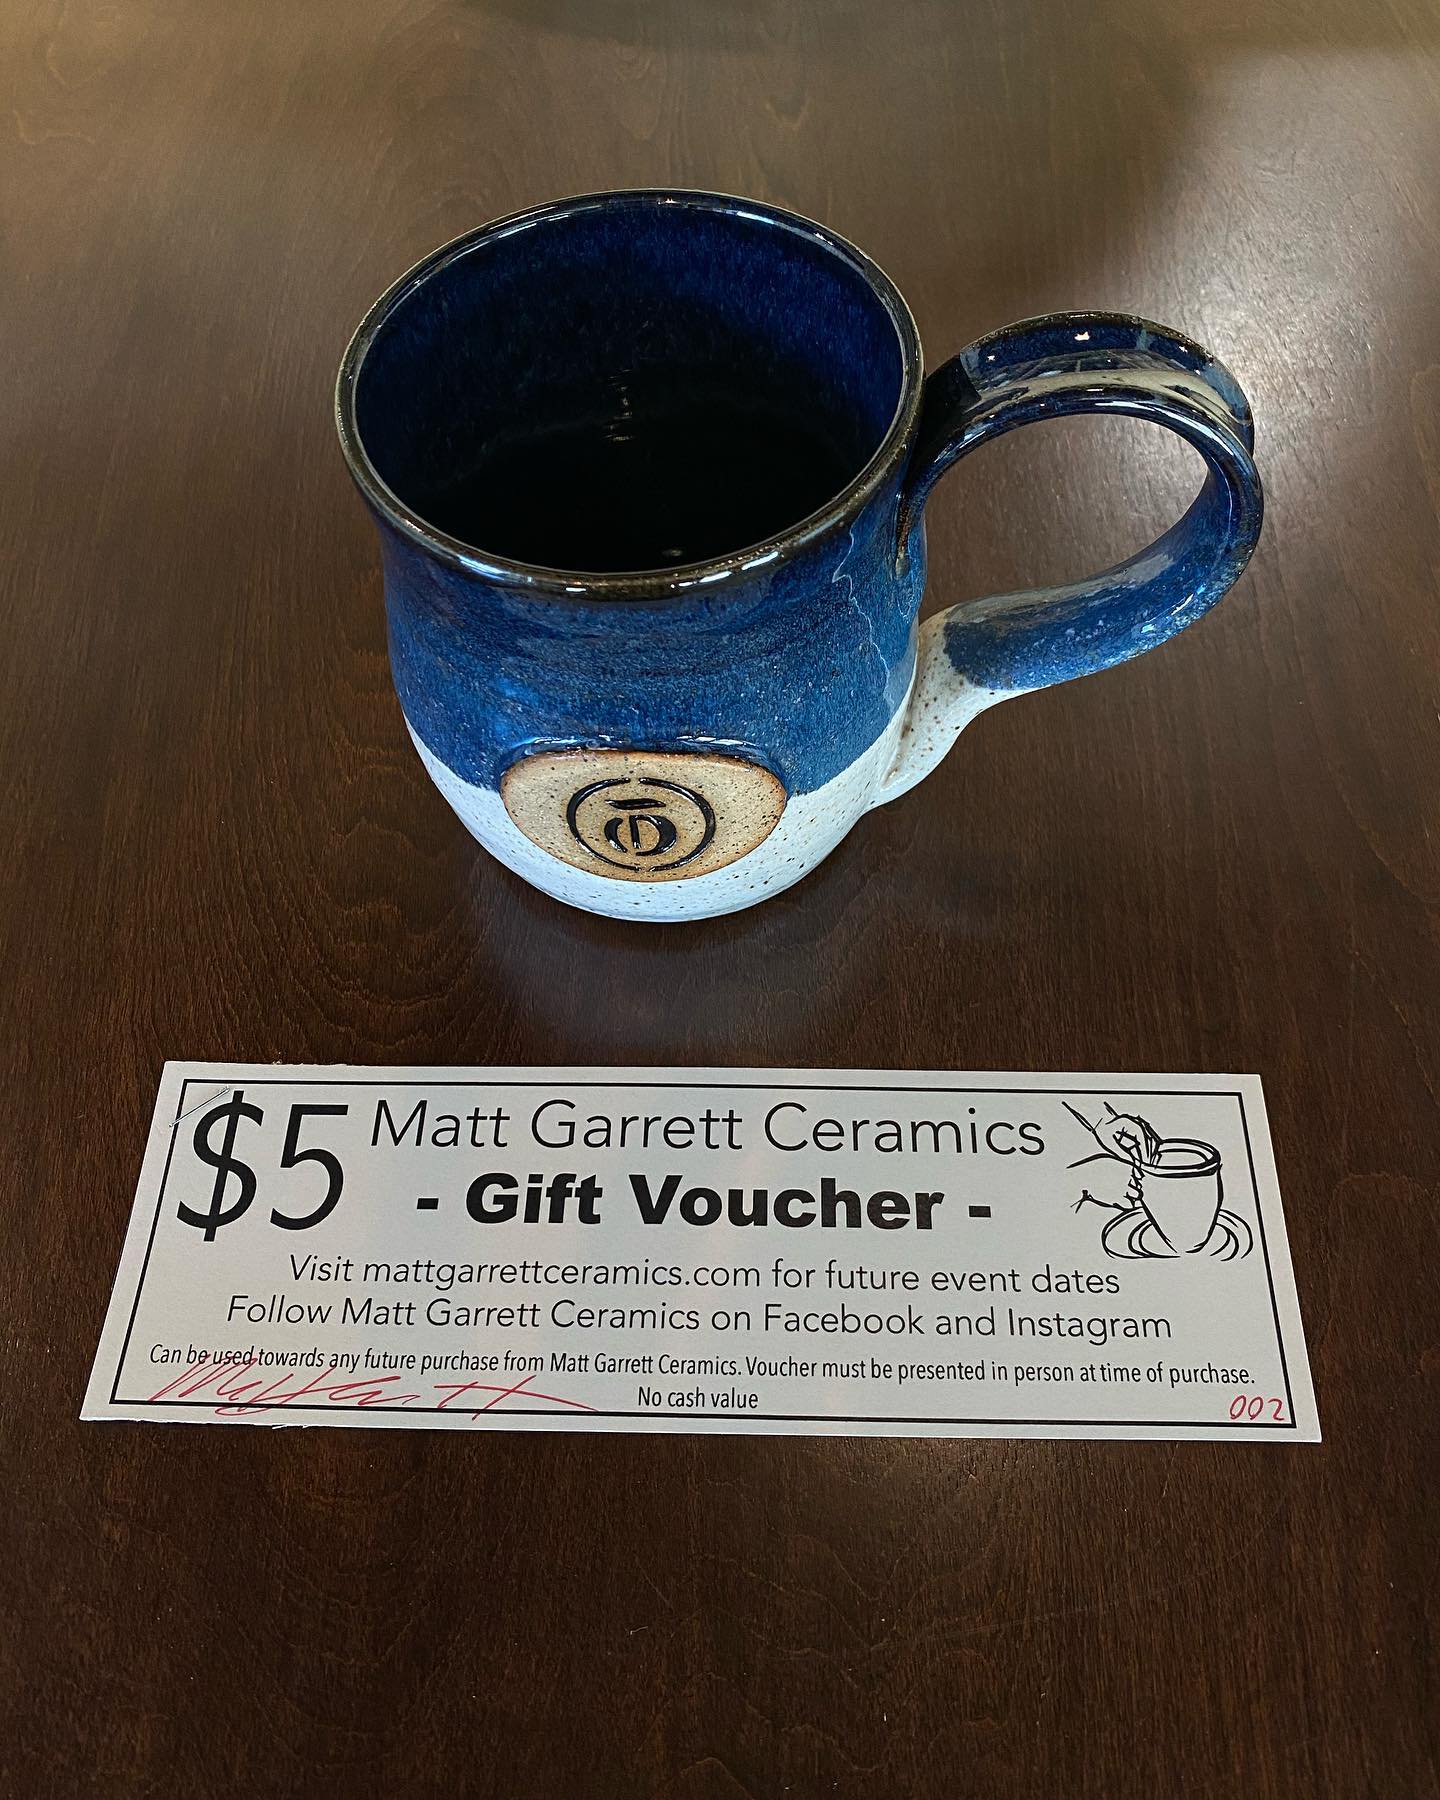 $5 Matt Garrett Ceramics
- Gift Voucher -
Visit mattgarrettceramics.com for future event dates
Follow Matt Garrett Ceramics on Facebook and Instagram
Can be used towards any future purchase from Matt Garrett Ceramics. Voucher must be presented in person at time of purchase.
Matt Garrett
No cash value
002